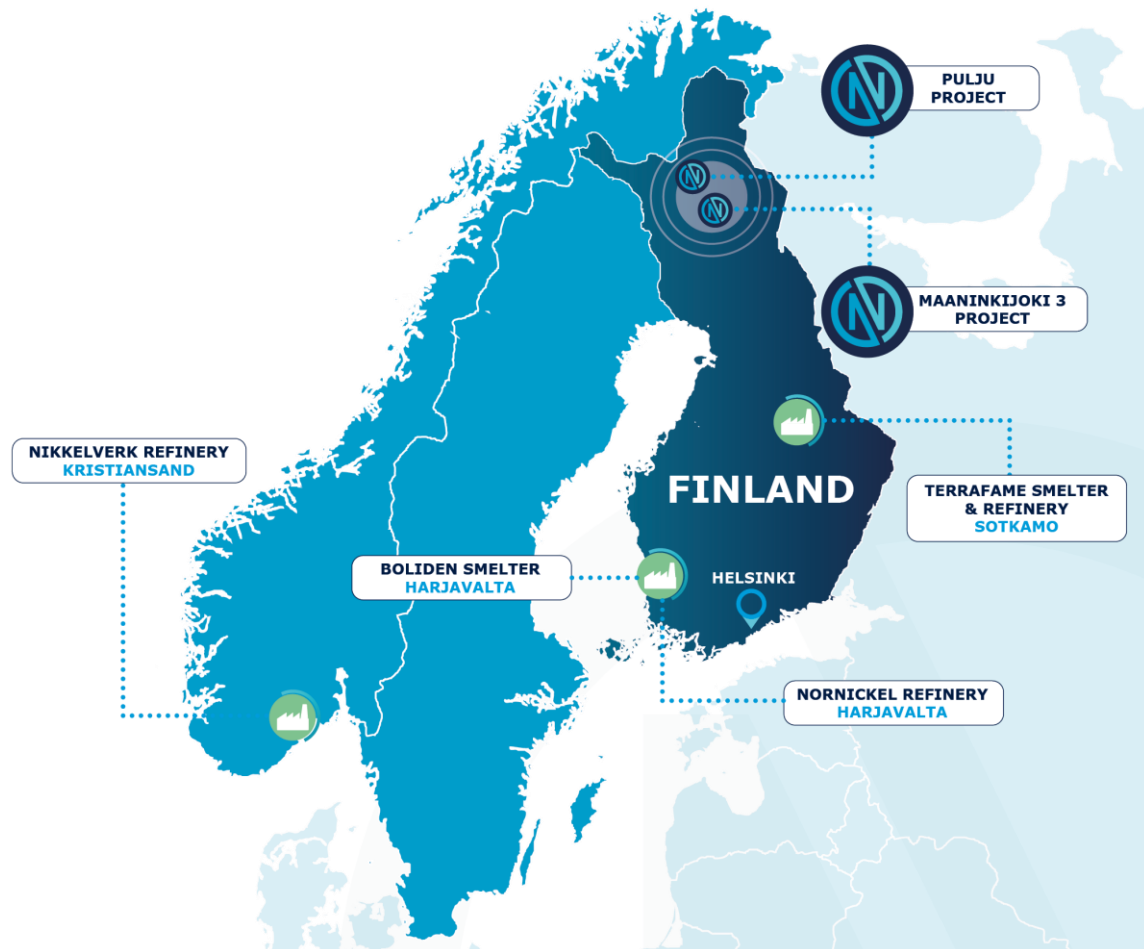 PULJU
PROJECT
MAANINKIJOKI 3
PROJECT
NIKKELVERK REFINERY
KRISTIANSAND
FINLAND
TERRAFAME SMELTER
& REFINERY
SOTKAMO
BOLIDEN SMELTER
HARJAVALTA
HELSINKI
NORNICKEL REFINERY
HARJAVALTA